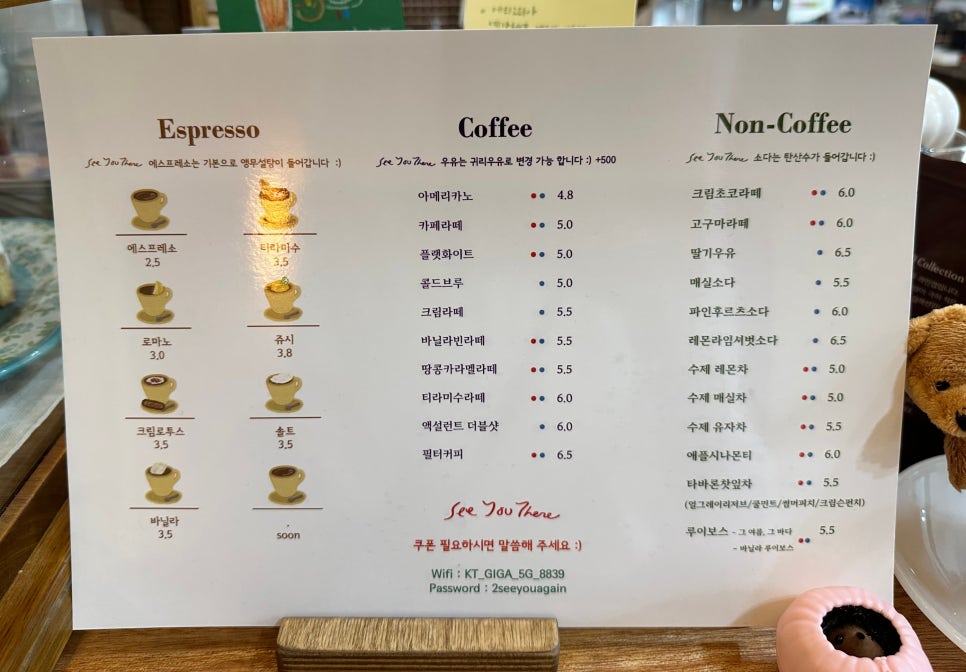 Espresso
See You There 에스프레소는 기본으로 앵무설탕이 들어갑니다 :)
에스프레소
2,5
티라미수
3.5
로마노
3,0
쥬시
3,8
크림로투스
3,5
솔트
3,5
바닐라
3,5
soon
Coffee
See You There 우유는 귀리우유로 변경 가능 합니다 :) +500
아메리카노 4.8
카페라떼 5.0
플랫화이트 5.0
콜드브루 5.0
크림라떼 5.5
바닐라빈라떼 5.5
땅콩카라멜라떼 5.5
티라미수라떼 6.0
액설런트 더블샷 6.0
필터커피 6.5
See You There
쿠폰 필요하시면 말씀해 주세요 :)
Wifi : KT_GIGA_5G_8839
Password : 2seeyouagain
Non-Coffee
See You There 소다는 탄산수가 들어갑니다 :)
크림초코라떼 6.0
고구마라떼 6.0
딸기우유 6.5
매실소다 5.5
파인후르츠소다 6.0
레몬라임셔벗소다 6.5
수제 레몬차 5.0
수제 매실차 5.0
수제 유자차 5.5
애플시나몬티 6.0
타바론찻잎차 5.5
(얼그레이리저브/쿨민트/썸머피치/크림슨펀치)
루이보스 - 그 여름, 그 바다 5.5
- 바닐라 루이보스
Collection